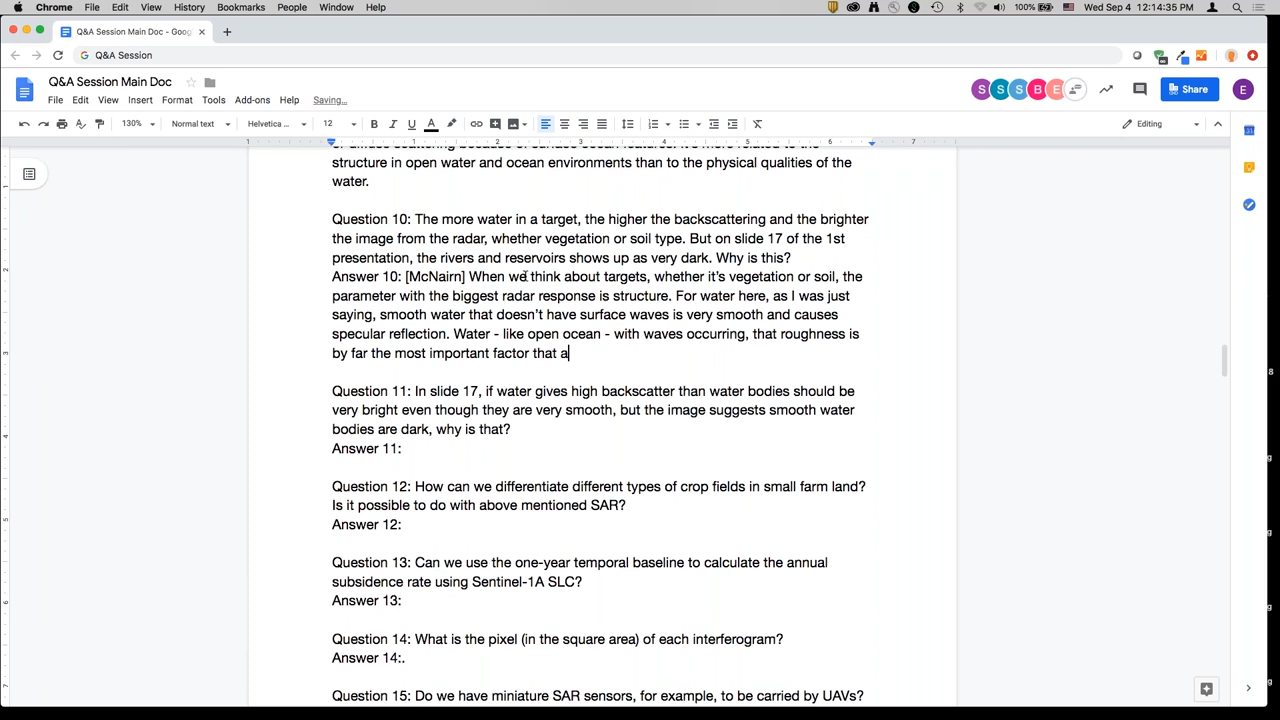 Chrome File Edit View History Bookmarks People Window Help 100% Wed Sep 4 12:14:35 PM
Q&A Session Main Doc - Goog
Q&A Session
Q&A Session Main Doc
File Edit View Insert Format Tools Add-ons Help Saving...
S S S B E Share E
130% Normal text Helvetica ... 12 B I U A Editing
1 1 2 3 4 5 6 7
structure in open water and ocean environments than to the physical qualities of the
water.
Question 10: The more water in a target, the higher the backscattering and the brighter
the image from the radar, whether vegetation or soil type. But on slide 17 of the 1st
presentation, the rivers and reservoirs shows up as very dark. Why is this?
Answer 10: [McNairn] When we think about targets, whether it's vegetation or soil, the
parameter with the biggest radar response is structure. For water here, as I was just
saying, smooth water that doesn't have surface waves is very smooth and causes
specular reflection. Water - like open ocean - with waves occurring, that roughness is
by far the most important factor that a
Question 11: In slide 17, if water gives high backscatter than water bodies should be
very bright even though they are very smooth, but the image suggests smooth water
bodies are dark, why is that?
Answer 11:
Question 12: How can we differentiate different types of crop fields in small farm land?
Is it possible to do with above mentioned SAR?
Answer 12:
Question 13: Can we use the one-year temporal baseline to calculate the annual
subsidence rate using Sentinel-1A SLC?
Answer 13:
Question 14: What is the pixel (in the square area) of each interferogram?
Answer 14:.
Question 15: Do we have miniature SAR sensors, for example, to be carried by UAVs?